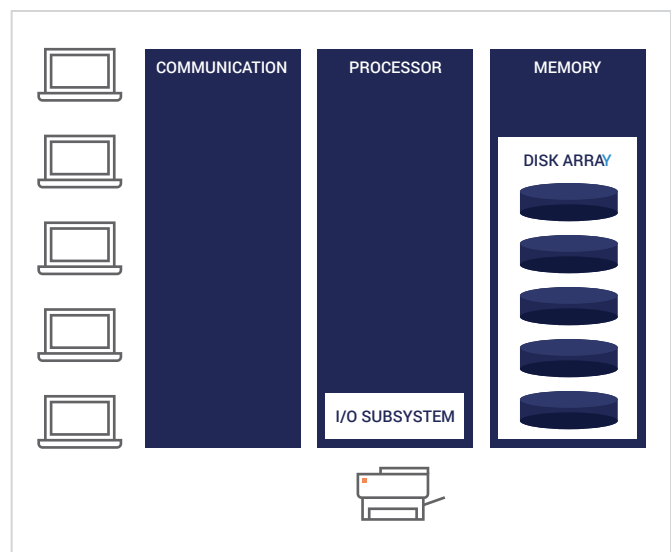 COMMUNICATION
PROCESSOR
MEMORY
DISK ARRAY
I/O SUBSYSTEM